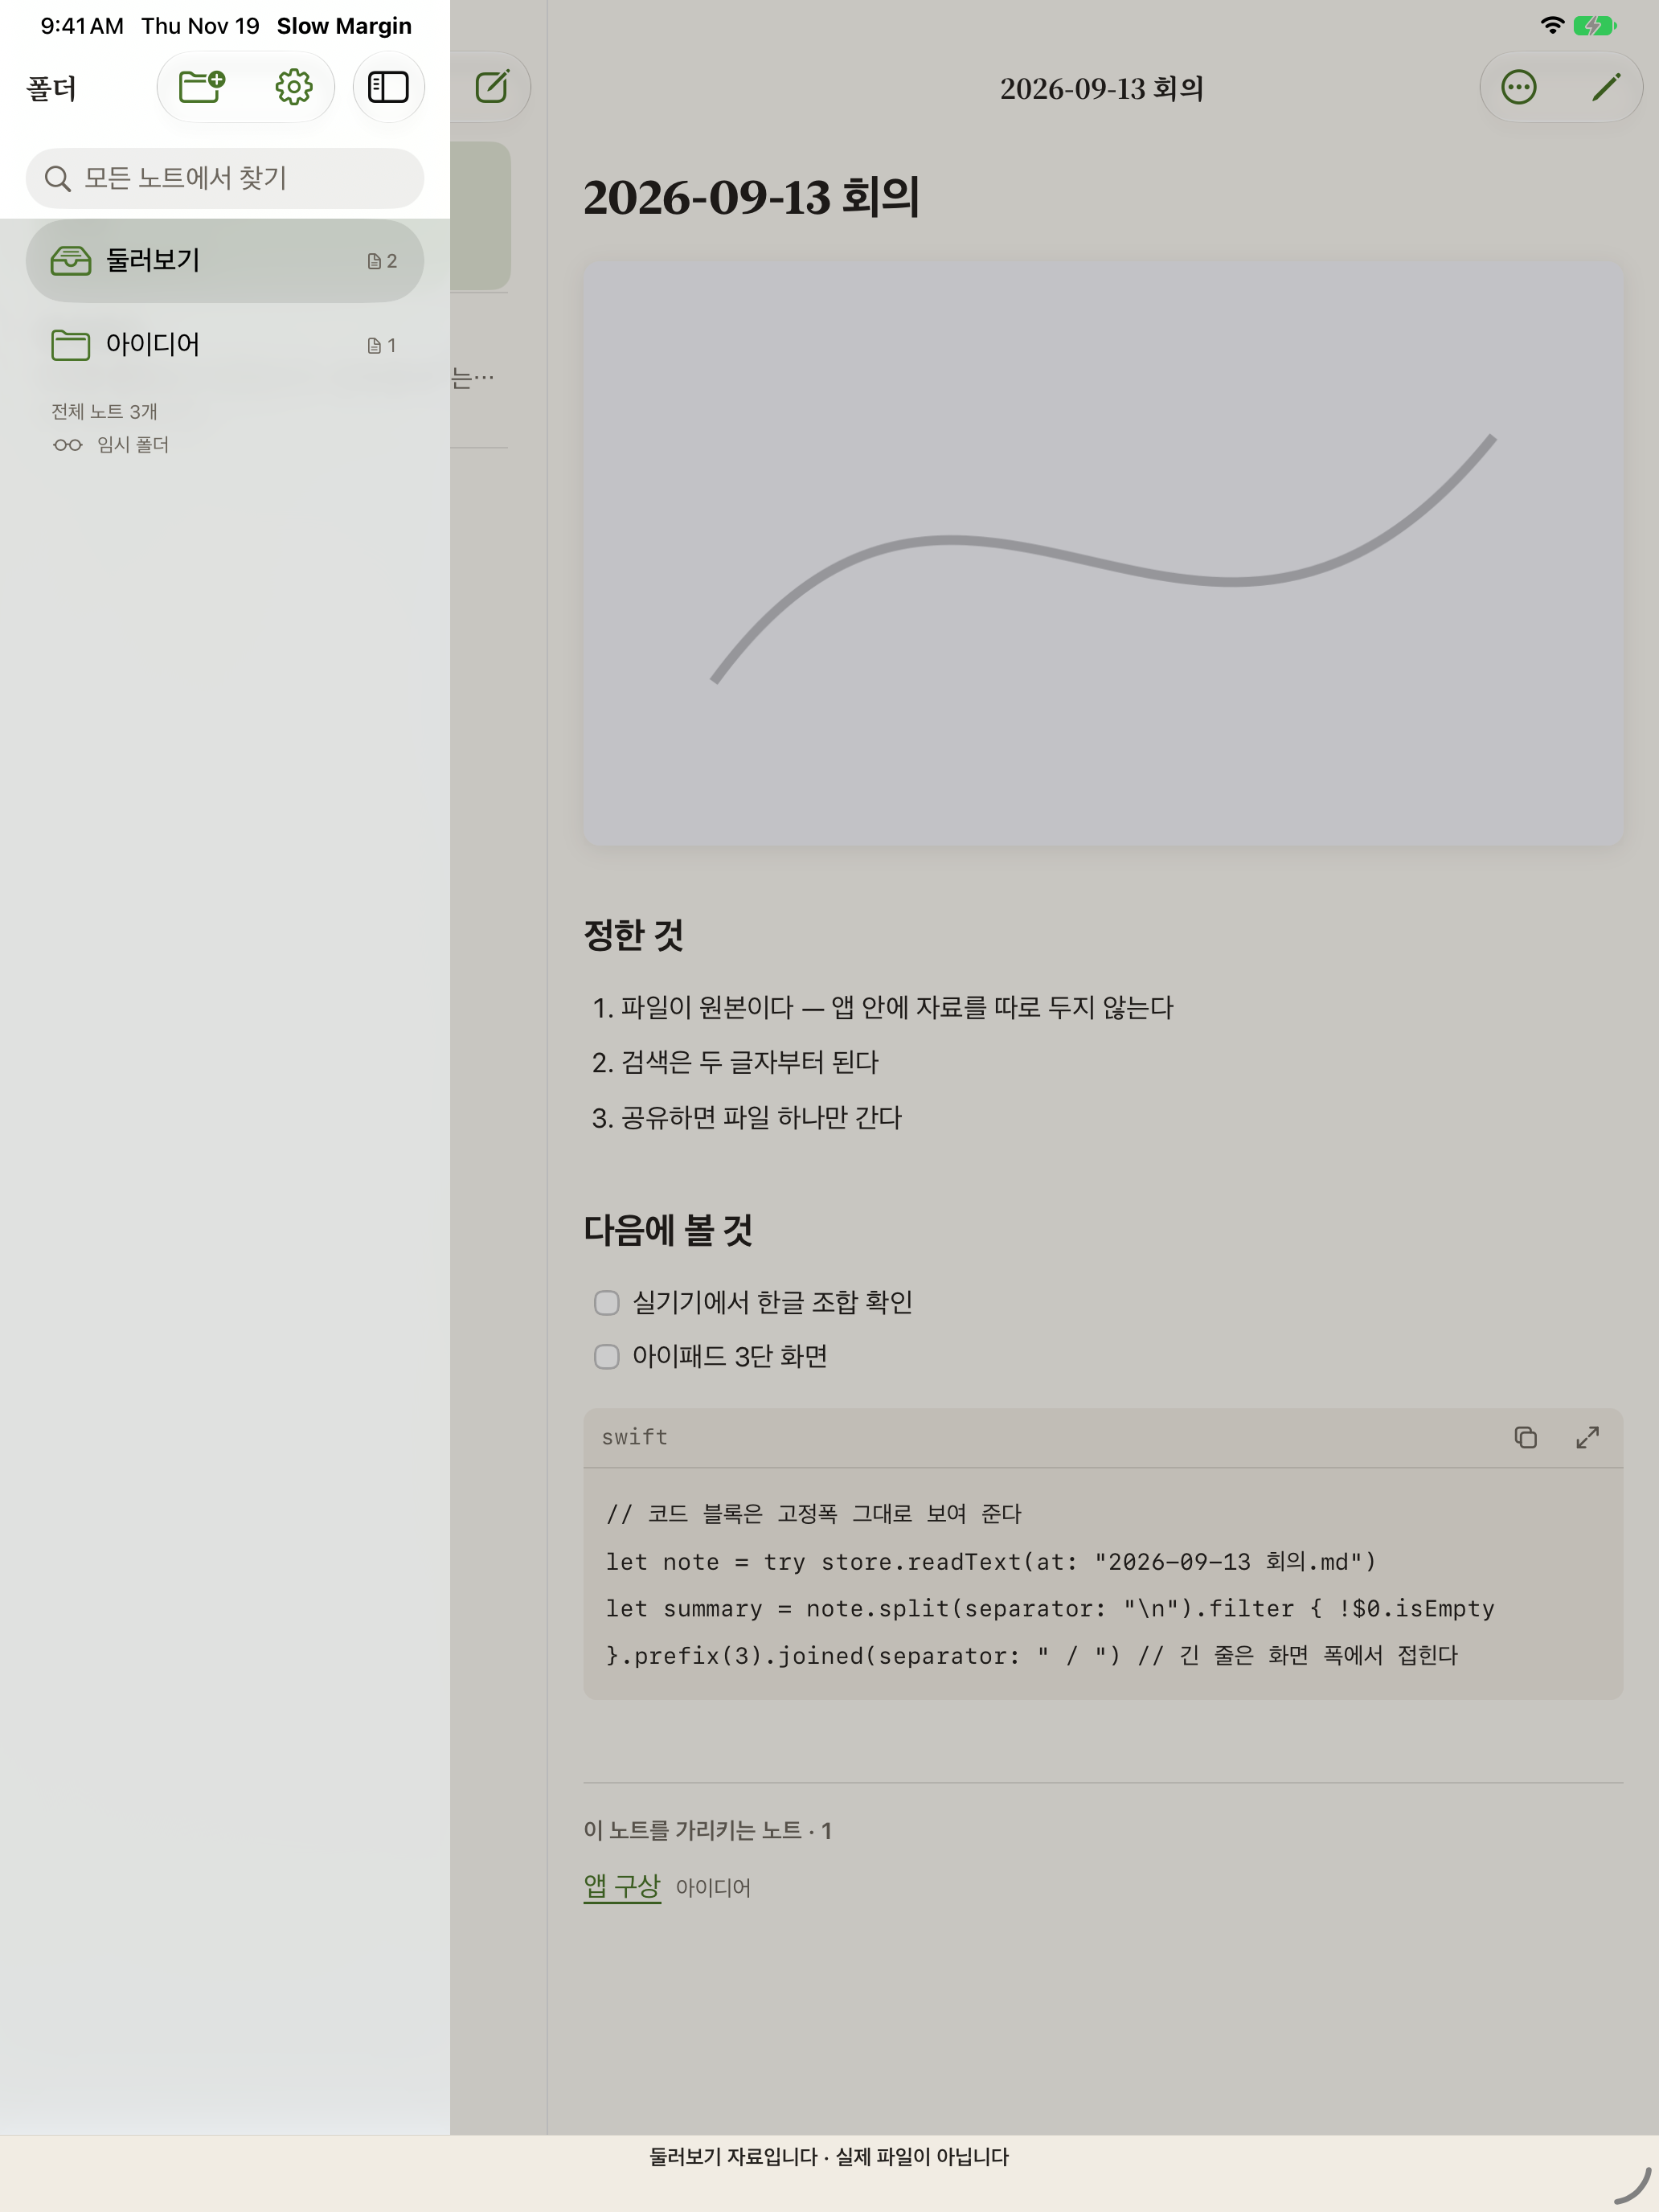 9:41 AM Thu Nov 19 Slow Margin
폴더
모든 노트에서 찾기
둘러보기 2
아이디어 1
전체 노트 3개
임시 폴더
는…
2026-09-13 회의
2026-09-13 회의
정한 것
1. 파일이 원본이다 — 앱 안에 자료를 따로 두지 않는다
2. 검색은 두 글자부터 된다
3. 공유하면 파일 하나만 간다
다음에 볼 것
실기기에서 한글 조합 확인
아이패드 3단 화면
swift
// 코드 블록은 고정폭 그대로 보여 준다
let note = try store.readText(at: "2026-09-13 회의.md")
let summary = note.split(separator: "\n").filter { !$0.isEmpty
}.prefix(3).joined(separator: " / ") // 긴 줄은 화면 폭에서 접힌다
이 노트를 가리키는 노트 · 1
앱 구상 아이디어
둘러보기 자료입니다 · 실제 파일이 아닙니다